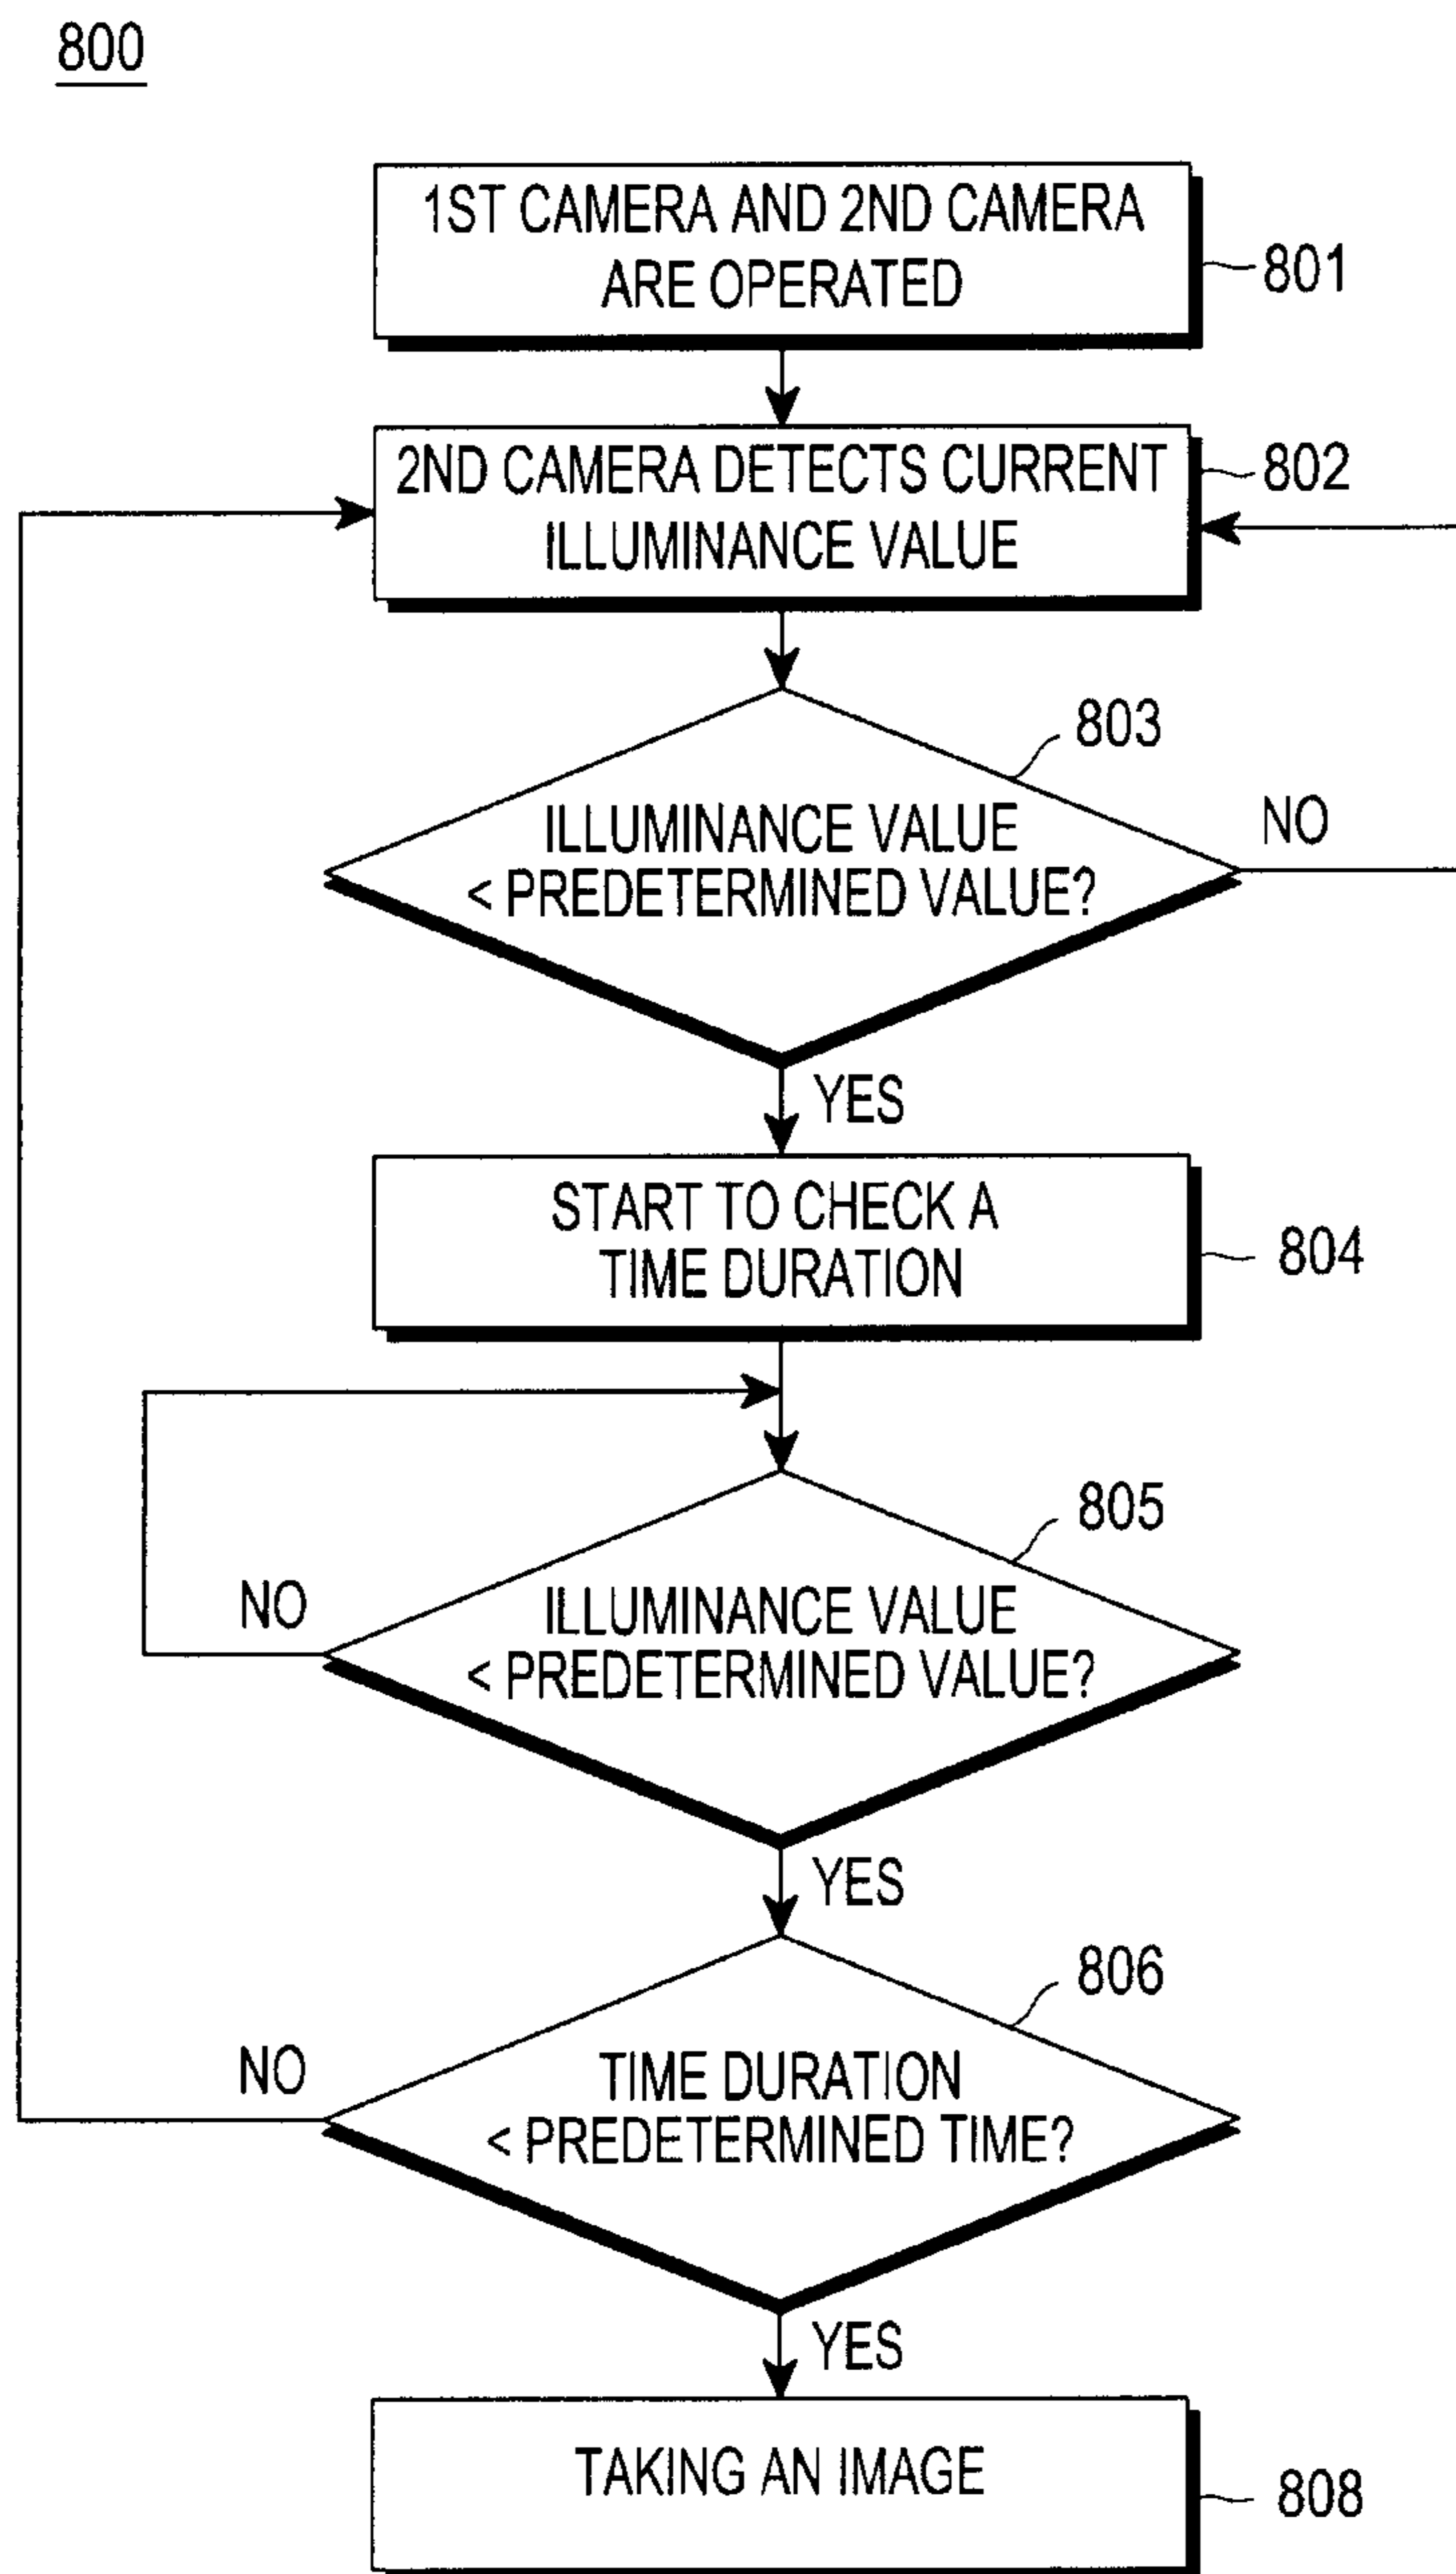 800
1ST CAMERA AND 2ND CAMERA
ARE OPERATED
801
2ND CAMERA DETECTS CURRENT
ILLUMINANCE VALUE
802
803
ILLUMINANCE VALUE
< PREDETERMINED VALUE?
NO
YES
START TO CHECK A
TIME DURATION
804
805
ILLUMINANCE VALUE
< PREDETERMINED VALUE?
NO
YES
806
TIME DURATION
< PREDETERMINED TIME?
NO
YES
TAKING AN IMAGE
808